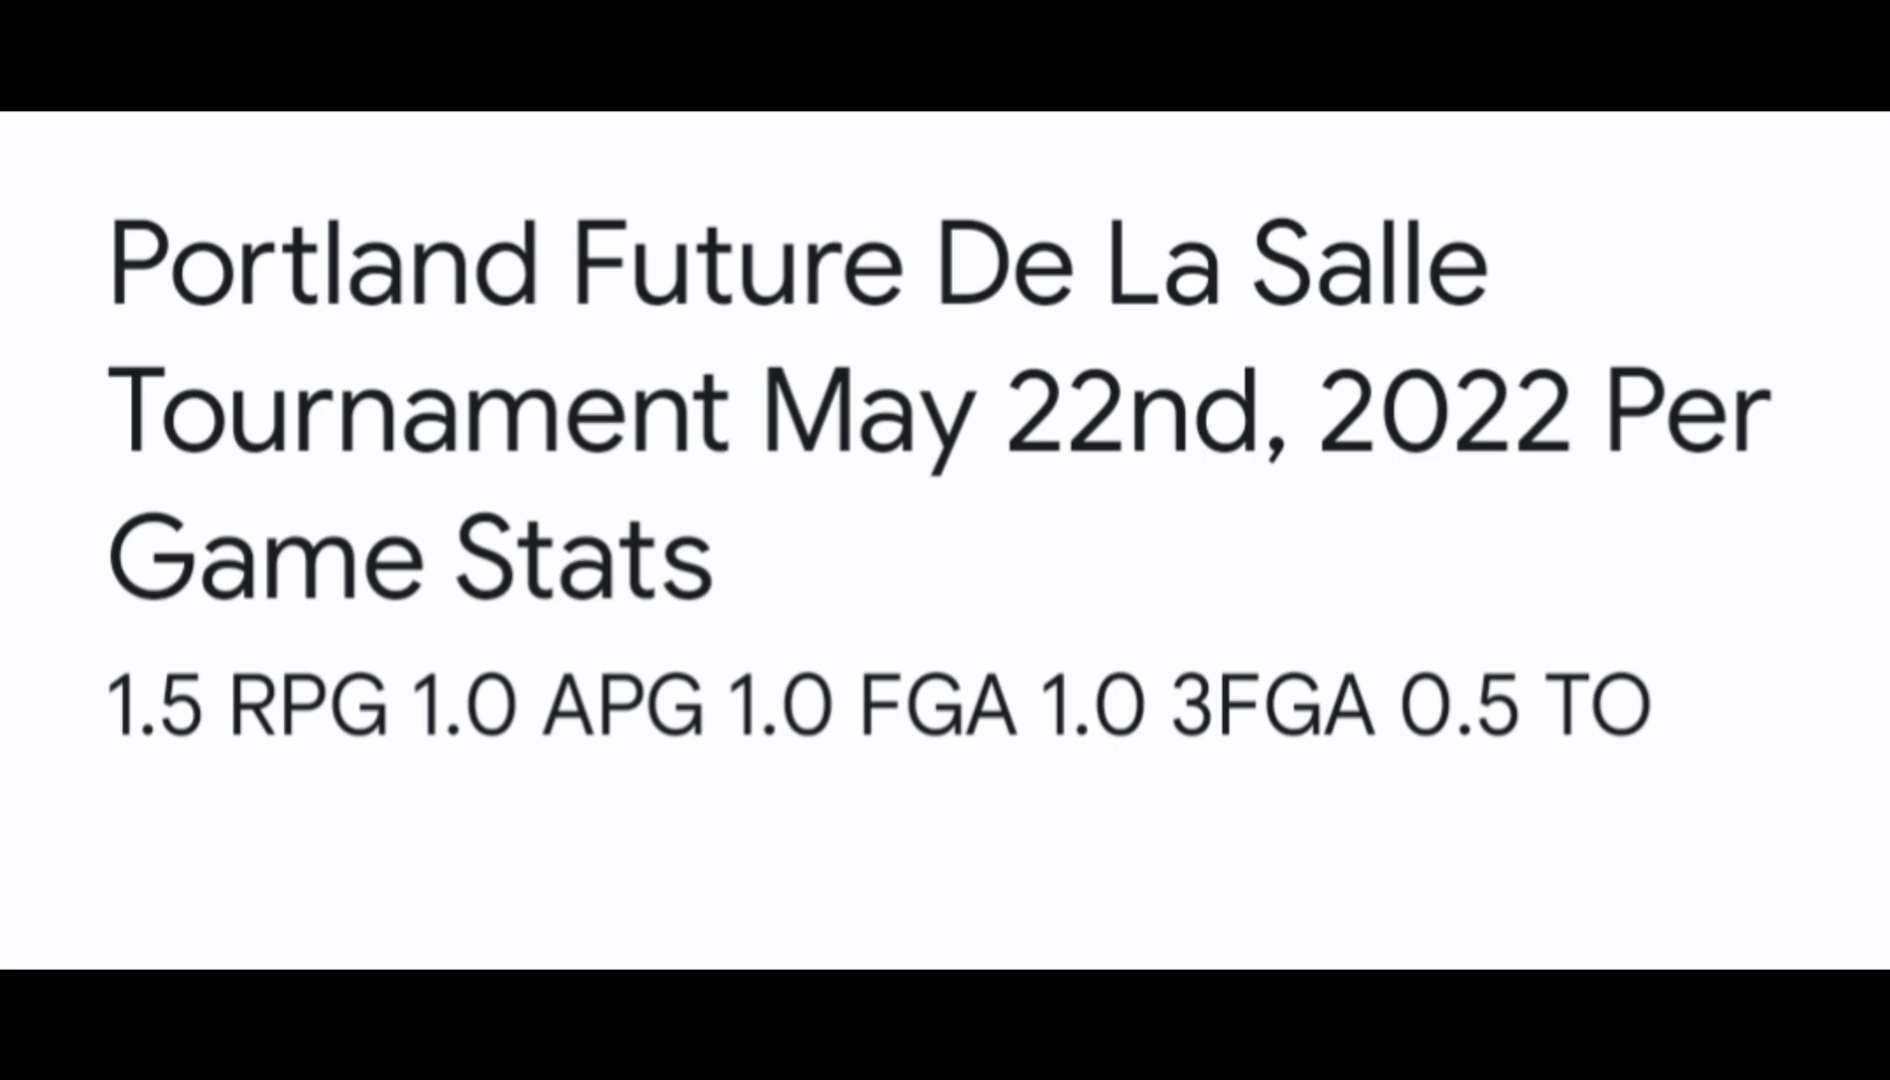 Portland Future De La Salle
Tournament May 22nd, 2022 Per
Game Stats
1.5 RPG 1.0 APG 1.0 FGA 1.0 3FGA 0.5 TO